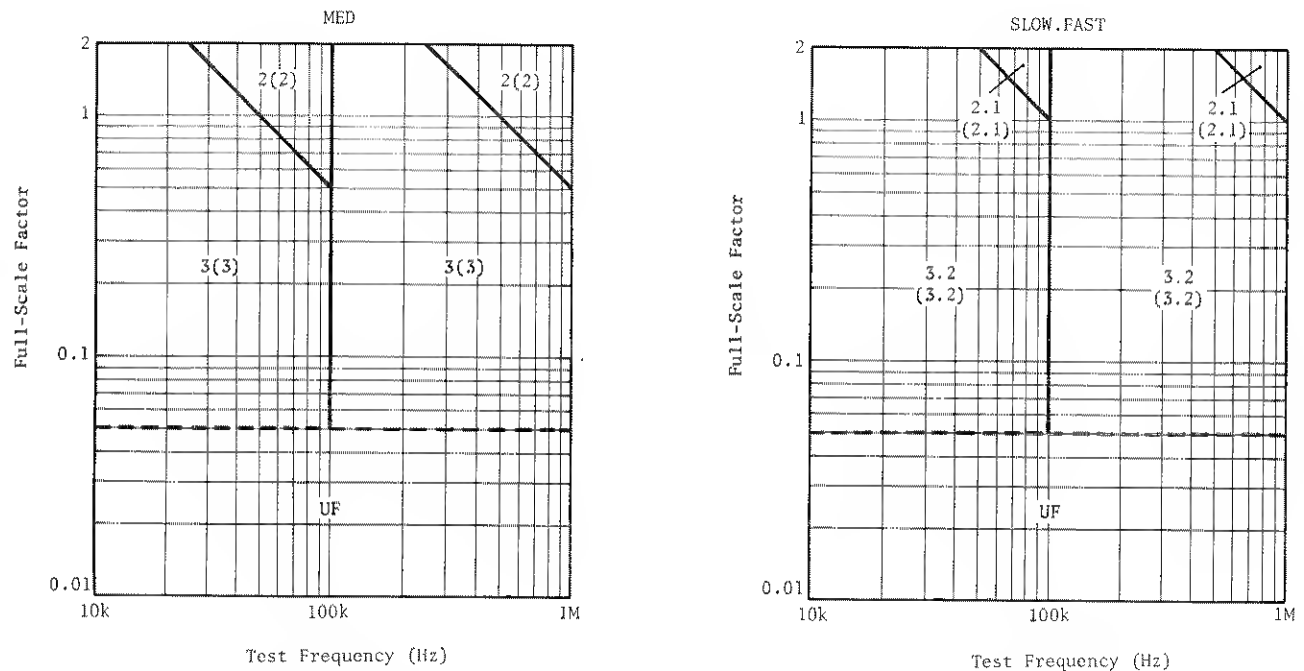 MED
2
2(2)
2(2)
1
Full-Scale Factor
3(3)
3(3)
0.1
UF
0.01
10k
100k
1M
Test Frequency (Hz)
SLOW.FAST
2
2.1
(2.1)
2.1
(2.1)
1
Full-Scale Factor
3.2
(3.2)
3.2
(3.2)
0.1
UF
0.01
10k
100k
1M
Test Frequency (Hz)